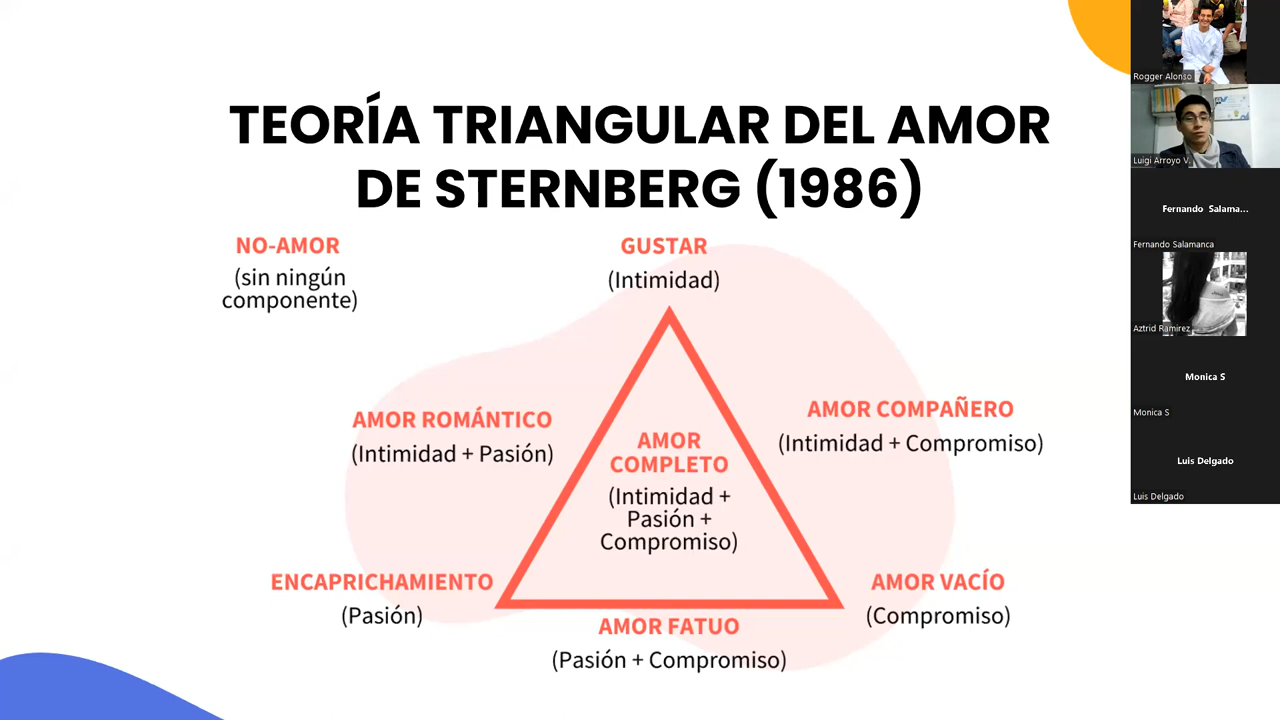 TEORÍA TRIANGULAR DEL AMOR
DE STERNBERG (1986)
NO-AMOR
(sin ningún
componente)
GUSTAR
(Intimidad)
AMOR ROMÁNTICO
(Intimidad + Pasión)
AMOR
COMPLETO
(Intimidad +
Pasión +
Compromiso)
AMOR COMPAÑERO
(Intimidad + Compromiso)
ENCAPRICHAMIENTO
(Pasión)
AMOR FATUO
(Pasión + Compromiso)
AMOR VACÍO
(Compromiso)
Rogger Alonso
Luigi Arroyo V.
Fernando Salama...
Fernando Salamanca
Aztrid Ramirez
Monica S
Monica S
Luis Delgado
Luis Delgado